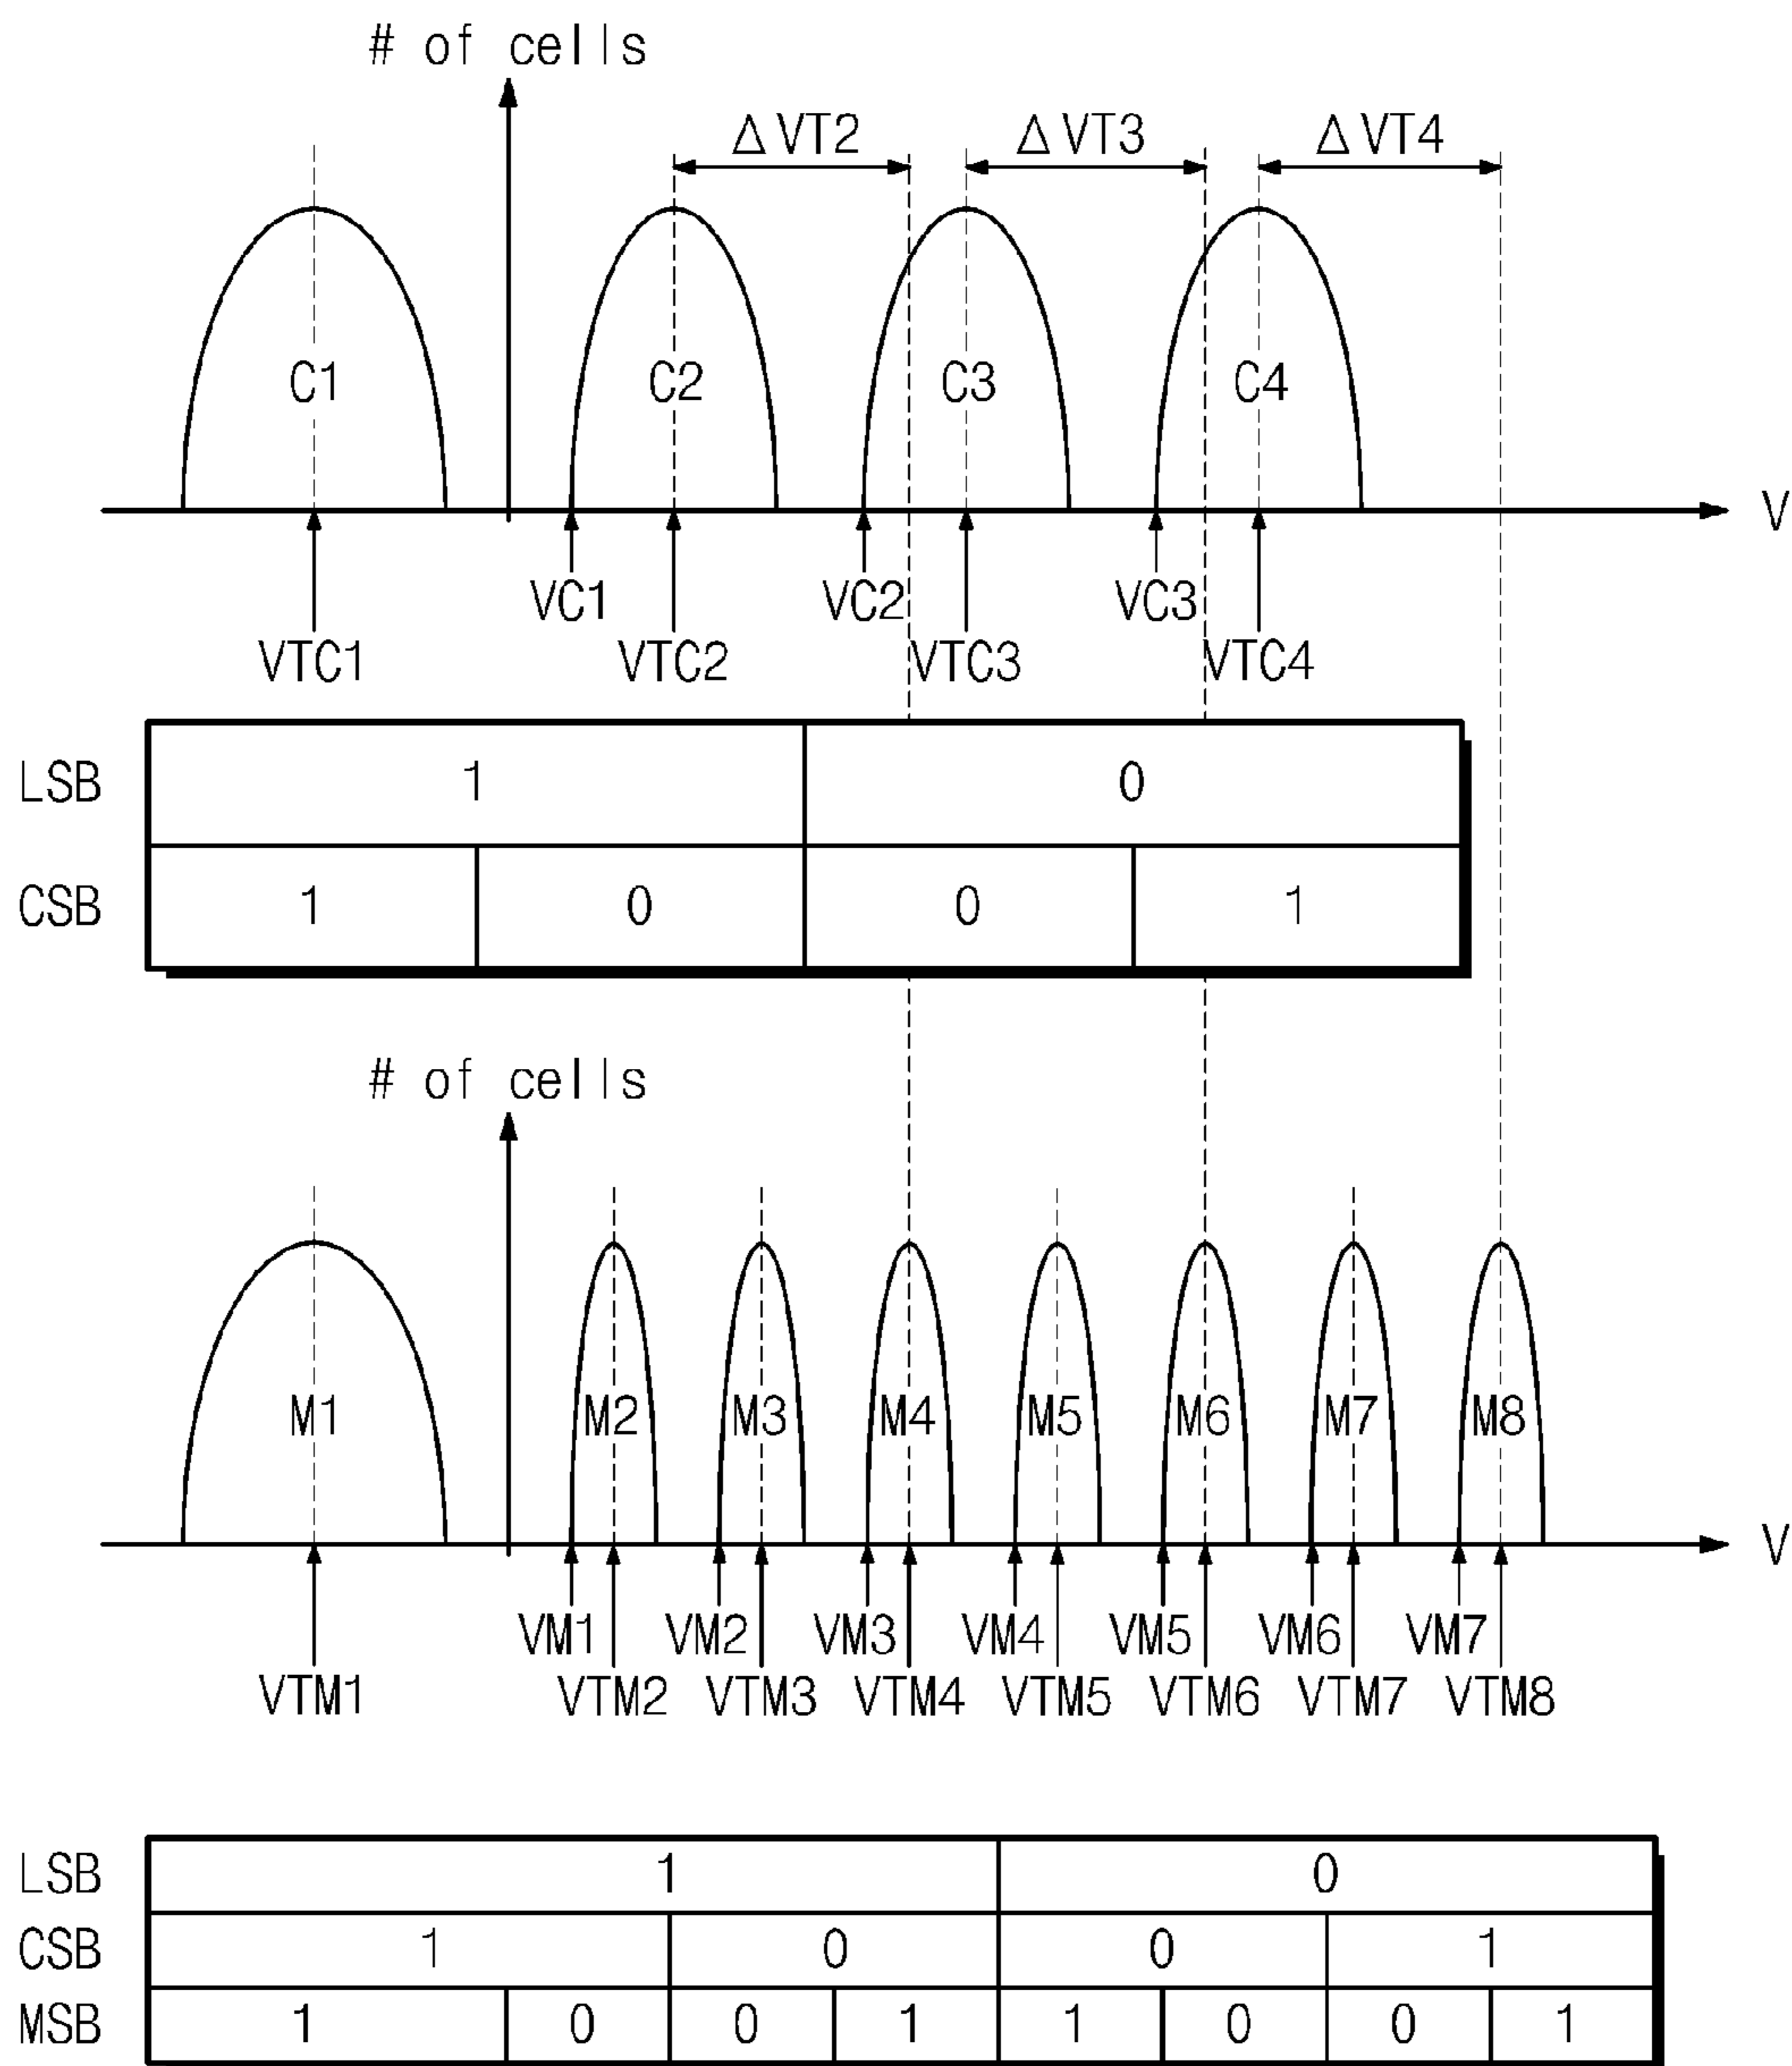 # of cells
ΔVT2 ΔVT3 ΔVT4
C1 C2 C3 C4
V
VC1 VC2 VC3
VTC1 VTC2 VTC3 VTC4
LSB 1 0
CSB 1 0 0 1
# of cells
M1 M2 M3 M4 M5 M6 M7 M8
V
VM1 VM2 VM3 VM4 VM5 VM6 VM7
VTM1 VTM2 VTM3 VTM4 VTM5 VTM6 VTM7 VTM8
LSB 1 0
CSB 1 0 0 1
MSB 1 0 0 1 1 0 0 1